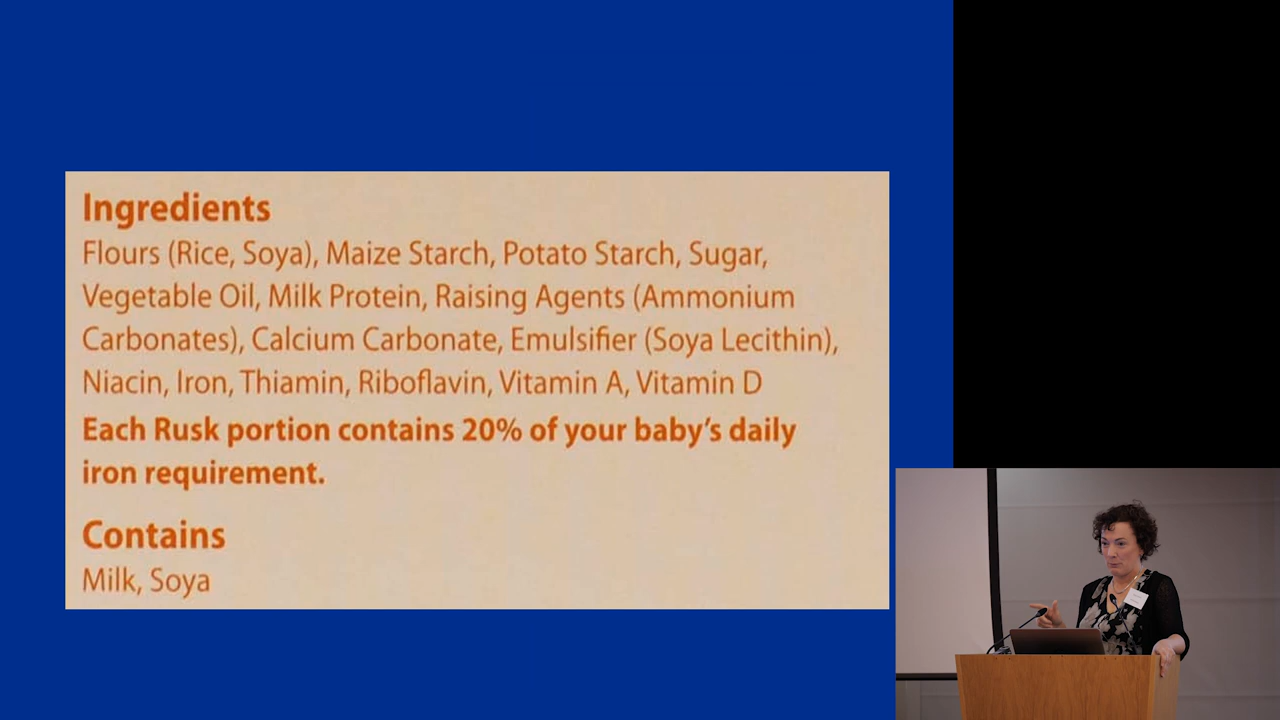 Ingredients
Flours (Rice, Soya), Maize Starch, Potato Starch, Sugar,
Vegetable Oil, Milk Protein, Raising Agents (Ammonium
Carbonates), Calcium Carbonate, Emulsifier (Soya Lecithin),
Niacin, Iron, Thiamin, Riboflavin, Vitamin A, Vitamin D
Each Rusk portion contains 20% of your baby’s daily
iron requirement.
Contains
Milk, Soya